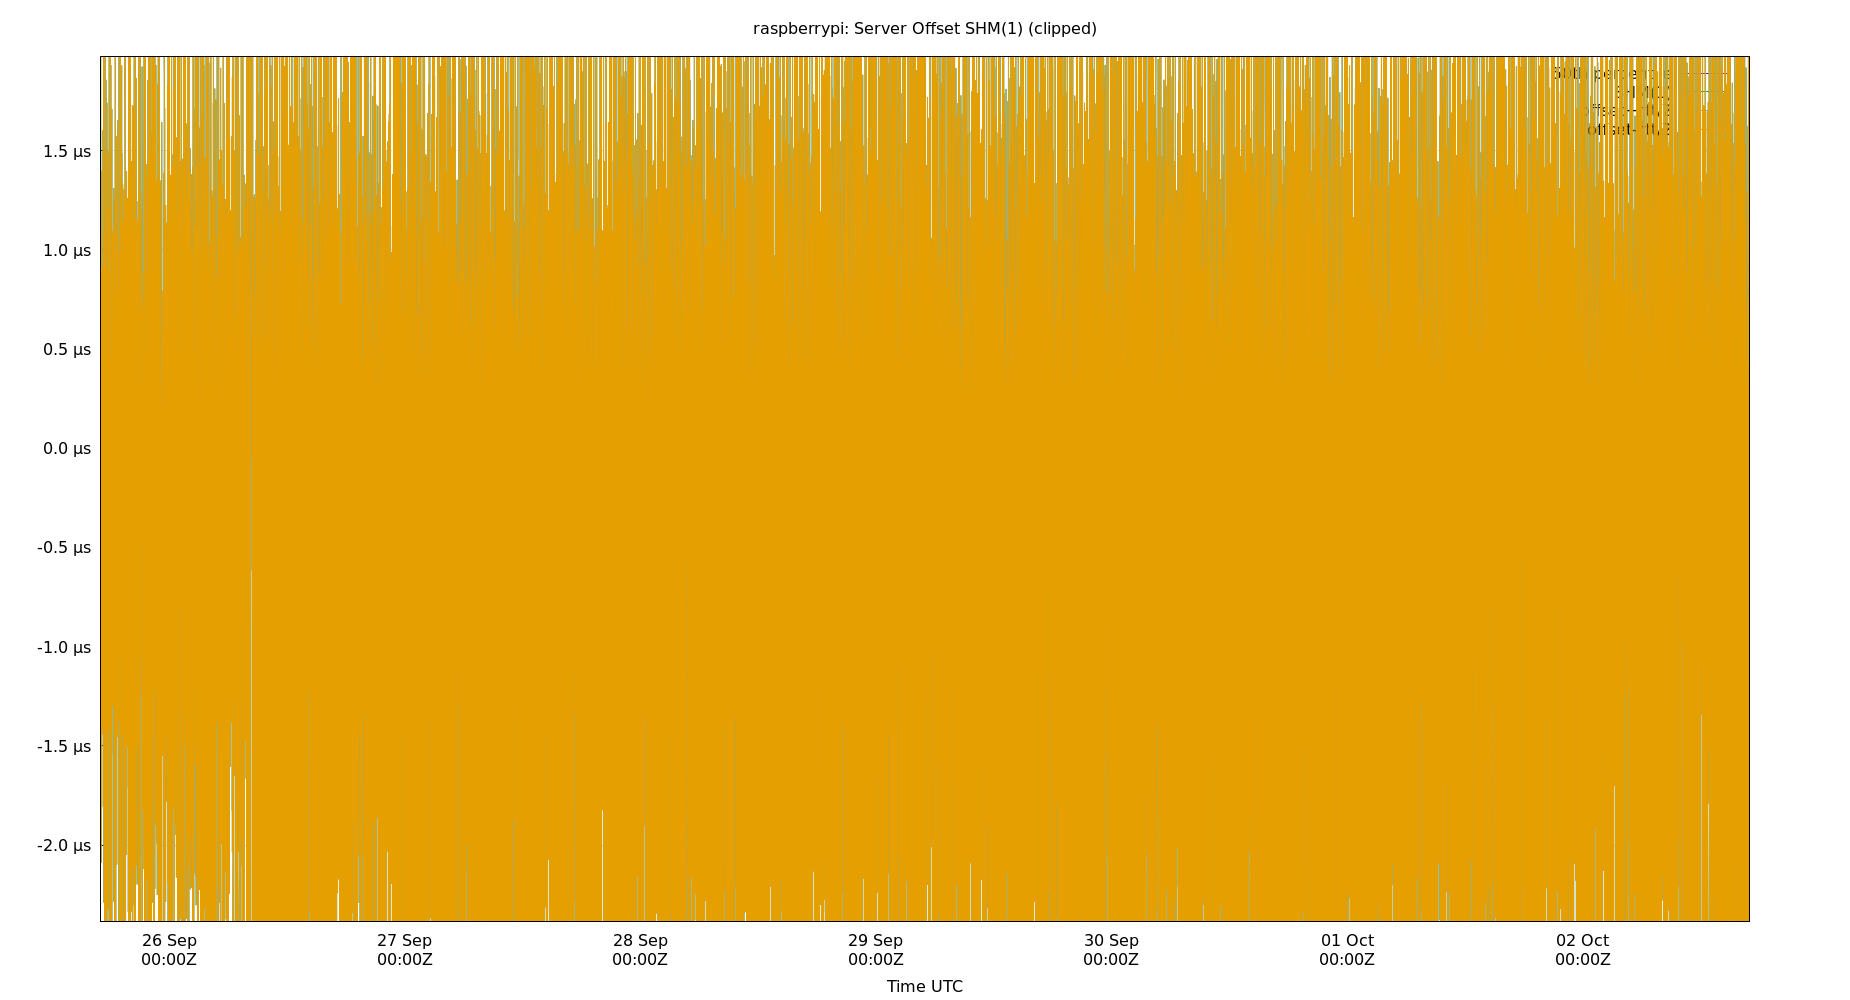 raspberrypi: Server Offset SHM(1) (clipped)
1.5 µs
1.0 µs
0.5 µs
0.0 µs
-0.5 µs
-1.0 µs
-1.5 µs
-2.0 µs
26 Sep 27 Sep 28 Sep 29 Sep 30 Sep 01 Oct 02 Oct
00:00Z 00:00Z 00:00Z 00:00Z 00:00Z 00:00Z 00:00Z
Time UTC